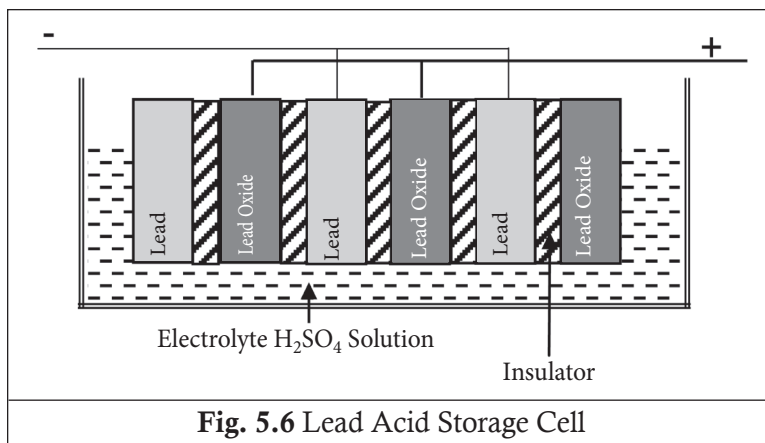 -
+
Lead
Lead Oxide
Lead
Lead Oxide
Lead
Lead Oxide
Electrolyte H₂SO₄ Solution
Insulator
Fig. 5.6 Lead Acid Storage Cell